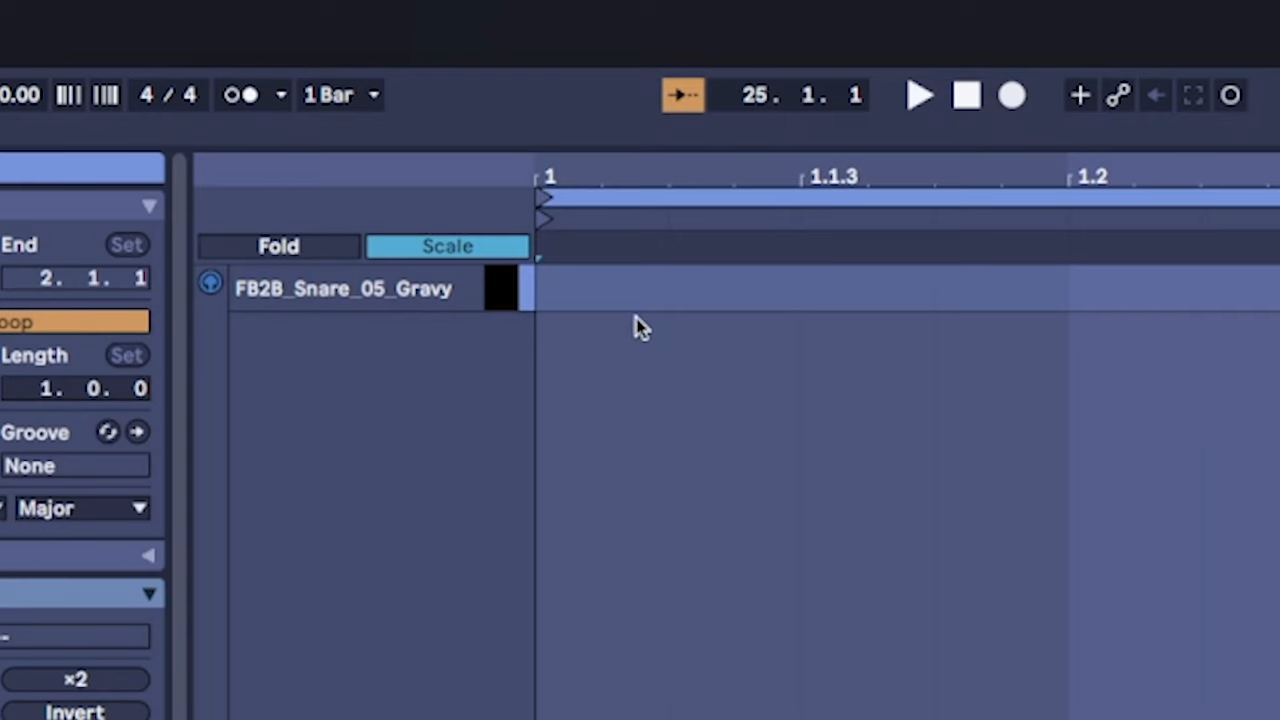 0.00 4 / 4 1 Bar 25. 1. 1
1 1.1.3 1.2
End Set
Fold Scale
2. 1. 1
FB2B_Snare_05_Gravy
oop
Length Set
1. 0. 0
Groove
None
Major
×2
Invert